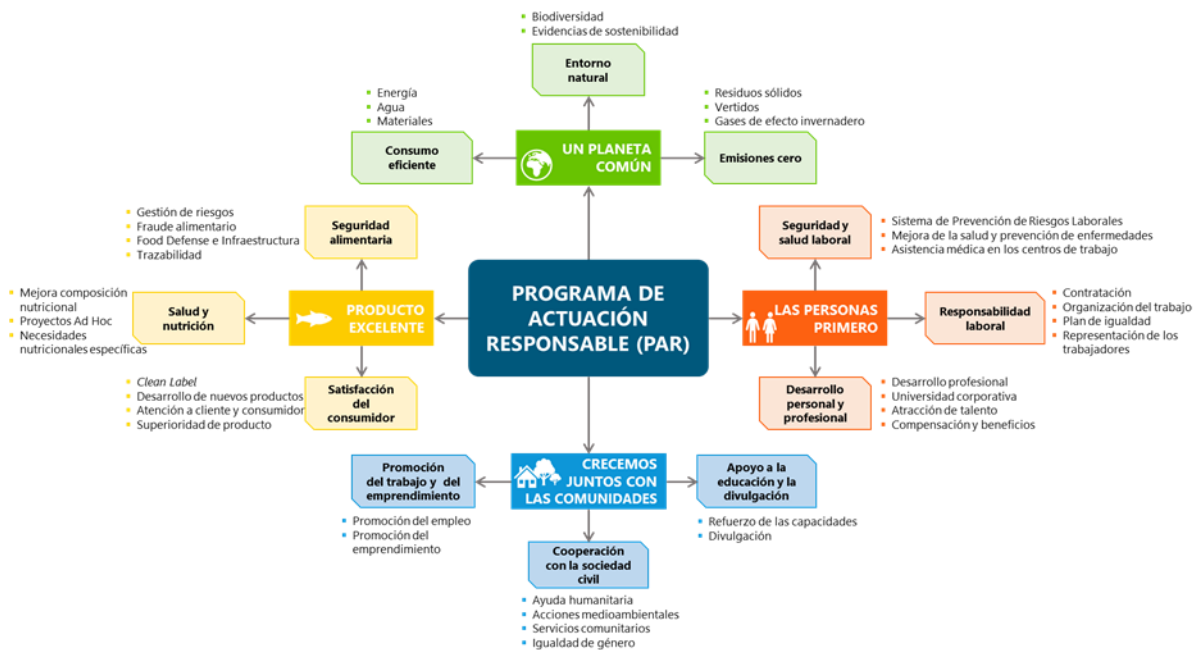 Biodiversidad
Evidencias de sostenibilidad
Entorno
natural
Energía
Agua
Materiales
Consumo
eficiente
UN PLANETA
COMÚN
Residuos sólidos
Vertidos
Gases de efecto invernadero
Emisiones cero
Gestión de riesgos
Fraude alimentario
Food Defense e Infraestructura
Trazabilidad
Seguridad
alimentaria
Mejora composición
nutricional
Proyectos Ad Hoc
Necesidades
nutricionales específicas
Salud y
nutrición
PRODUCTO
EXCELENTE
Clean Label
Desarrollo de nuevos productos
Atención a cliente y consumidor
Superioridad de producto
Satisfacción
del
consumidor
PROGRAMA DE
ACTUACIÓN
RESPONSABLE (PAR)
Seguridad y
salud laboral
Sistema de Prevención de Riesgos Laborales
Mejora de la salud y prevención de enfermedades
Asistencia médica en los centros de trabajo
LAS PERSONAS
PRIMERO
Responsabilidad
laboral
Contratación
Organización del trabajo
Plan de igualdad
Representación de los
trabajadores
Desarrollo
personal y
profesional
Desarrollo profesional
Universidad corporativa
Atracción de talento
Compensación y beneficios
Promoción
del trabajo y del
emprendimiento
Promoción del empleo
Promoción del
emprendimiento
CRECEMOS
JUNTOS CON
LAS COMUNIDADES
Apoyo a la
educación y la
divulgación
Refuerzo de las capacidades
Divulgación
Cooperación
con la sociedad
civil
Ayuda humanitaria
Acciones medioambientales
Servicios comunitarios
Igualdad de género